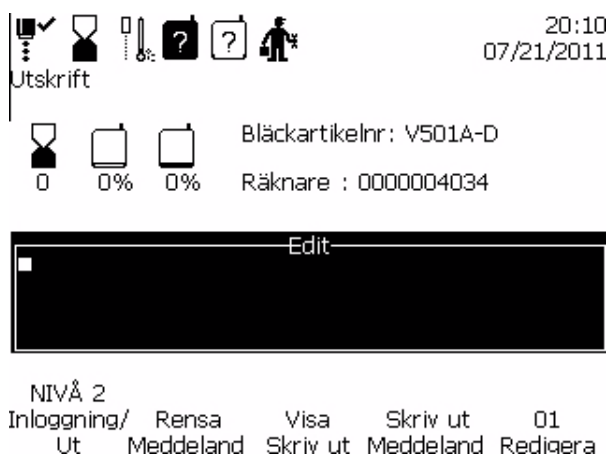 20:10
07/21/2011
Utskrift
Bläckartikelnr: V501A-D
0 0% 0% Räknare : 0000004034
Edit
NIVÅ 2
Inloggning/ Rensa Visa Skriv ut 01
Ut Meddeland Skriv ut Meddeland Redigera